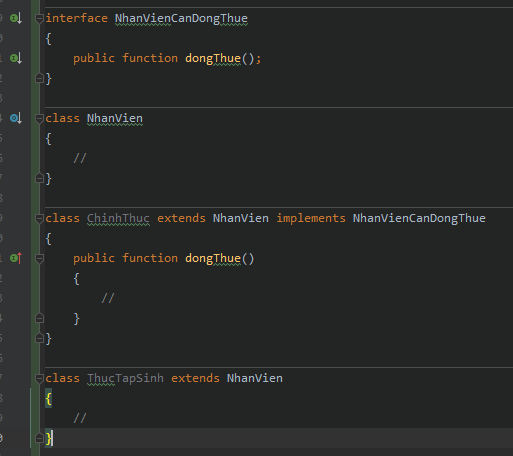 interface NhanVienCanDongThue
{
    public function dongThue();
}
class NhanVien
{
    //
}
class ChinhThuc extends NhanVien implements NhanVienCanDongThue
{
    public function dongThue()
    {
        //
    }
}
class ThucTapSinh extends NhanVien
{
    //
}